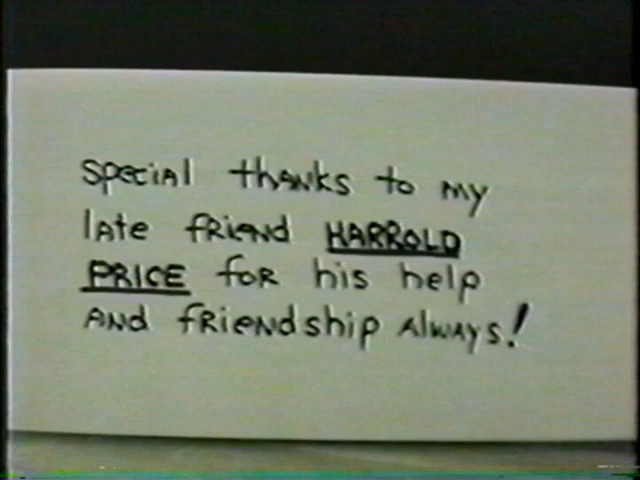 special thanks to my
late friend HARROLD
PRICE for his help
AND friendship Always!